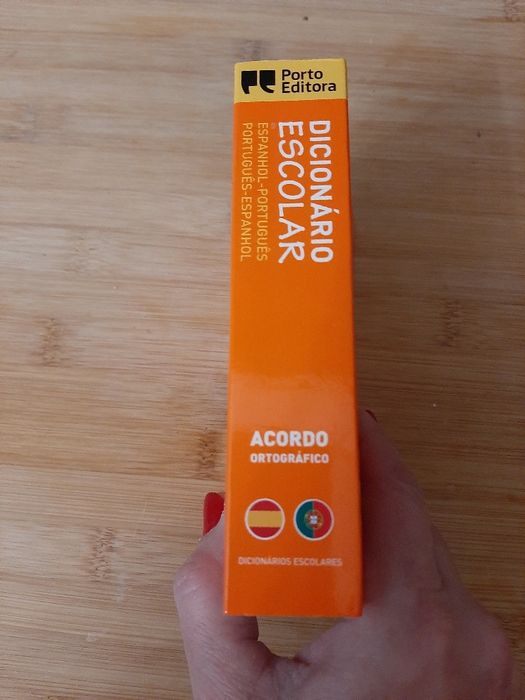 Porto
Editora
DICIONÁRIO
ESCOLAR
ESPANHOL-PORTUGUÊS
PORTUGUÊS-ESPANHOL
ACORDO
ORTOGRÁFICO
DICIONÁRIOS ESCOLARES